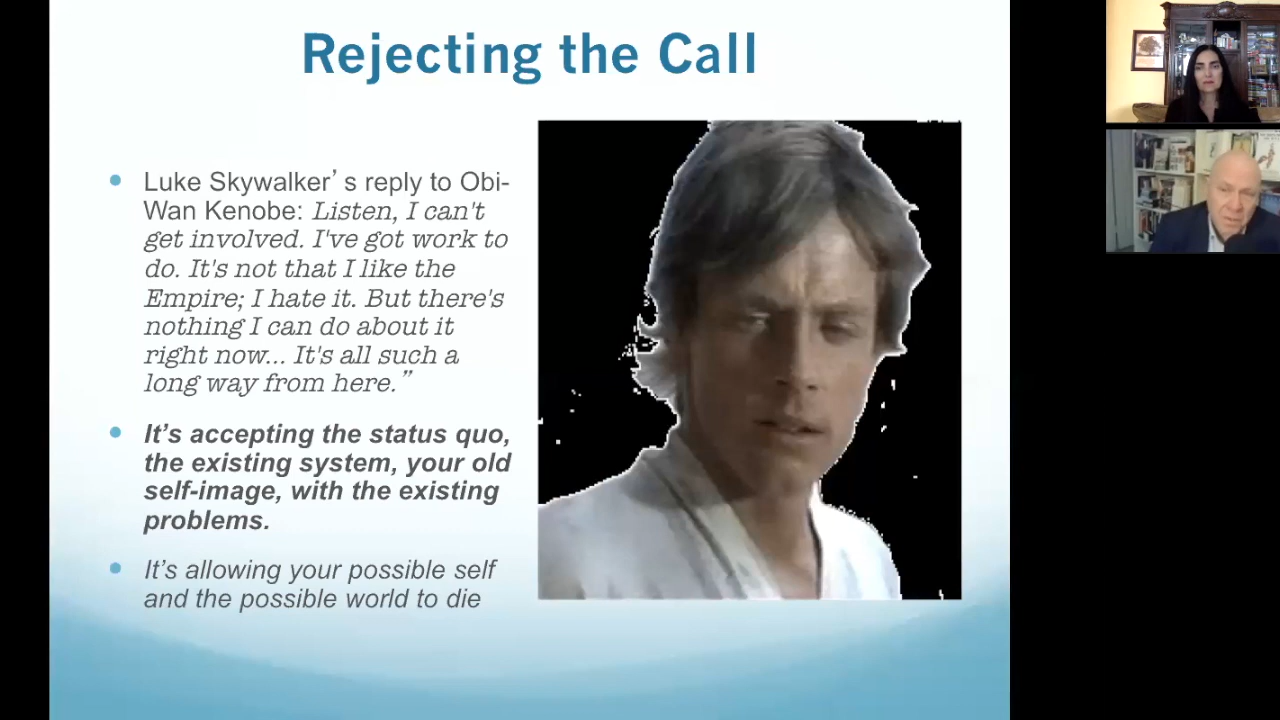 Rejecting the Call
Luke Skywalker’ s reply to Obi-
Wan Kenobe: Listen, I can't
get involved. I've got work to
do. It's not that I like the
Empire; I hate it. But there's
nothing I can do about it
right now... It's all such a
long way from here.”
It’s accepting the status quo,
the existing system, your old
self-image, with the existing
problems.
It’s allowing your possible self
and the possible world to die